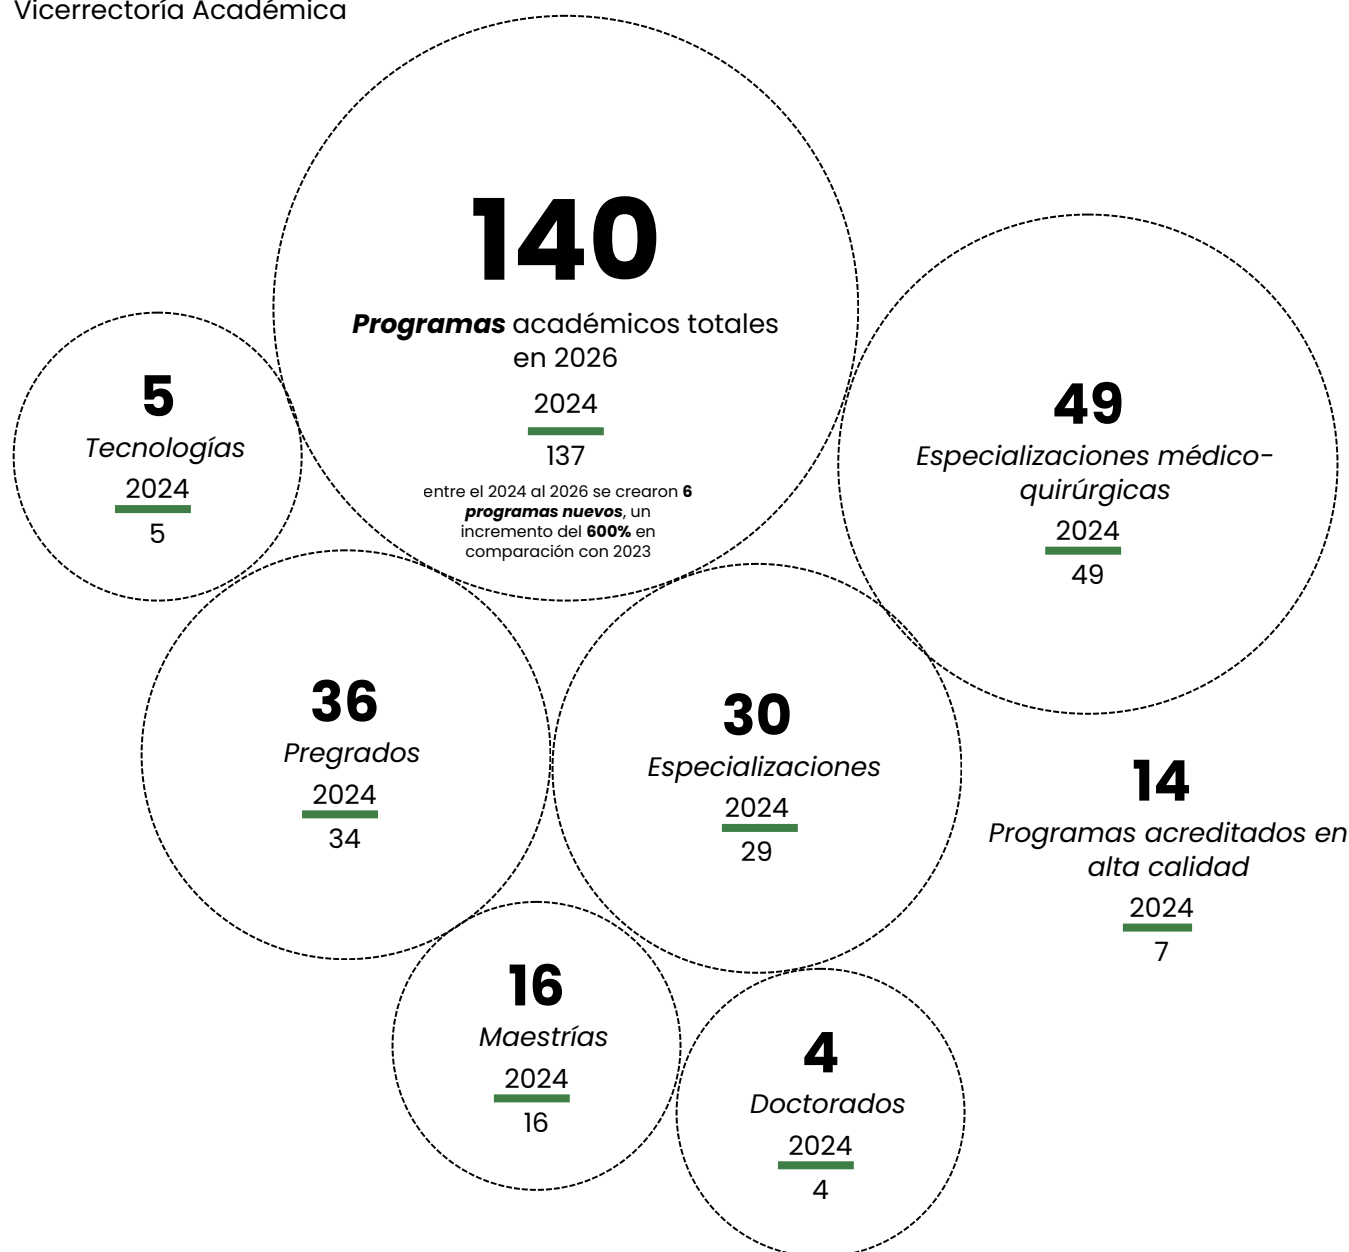 Vicerrectoría Académica
140
Programas académicos totales
en 2026
2024
137
entre el 2024 al 2026 se crearon 6
programas nuevos, un
incremento del 600% en
comparación con 2023
5
Tecnologías
2024
5
49
Especializaciones médico-
quirúrgicas
2024
49
36
Pregrados
2024
34
30
Especializaciones
2024
29
14
Programas acreditados en
alta calidad
2024
7
16
Maestrías
2024
16
4
Doctorados
2024
4